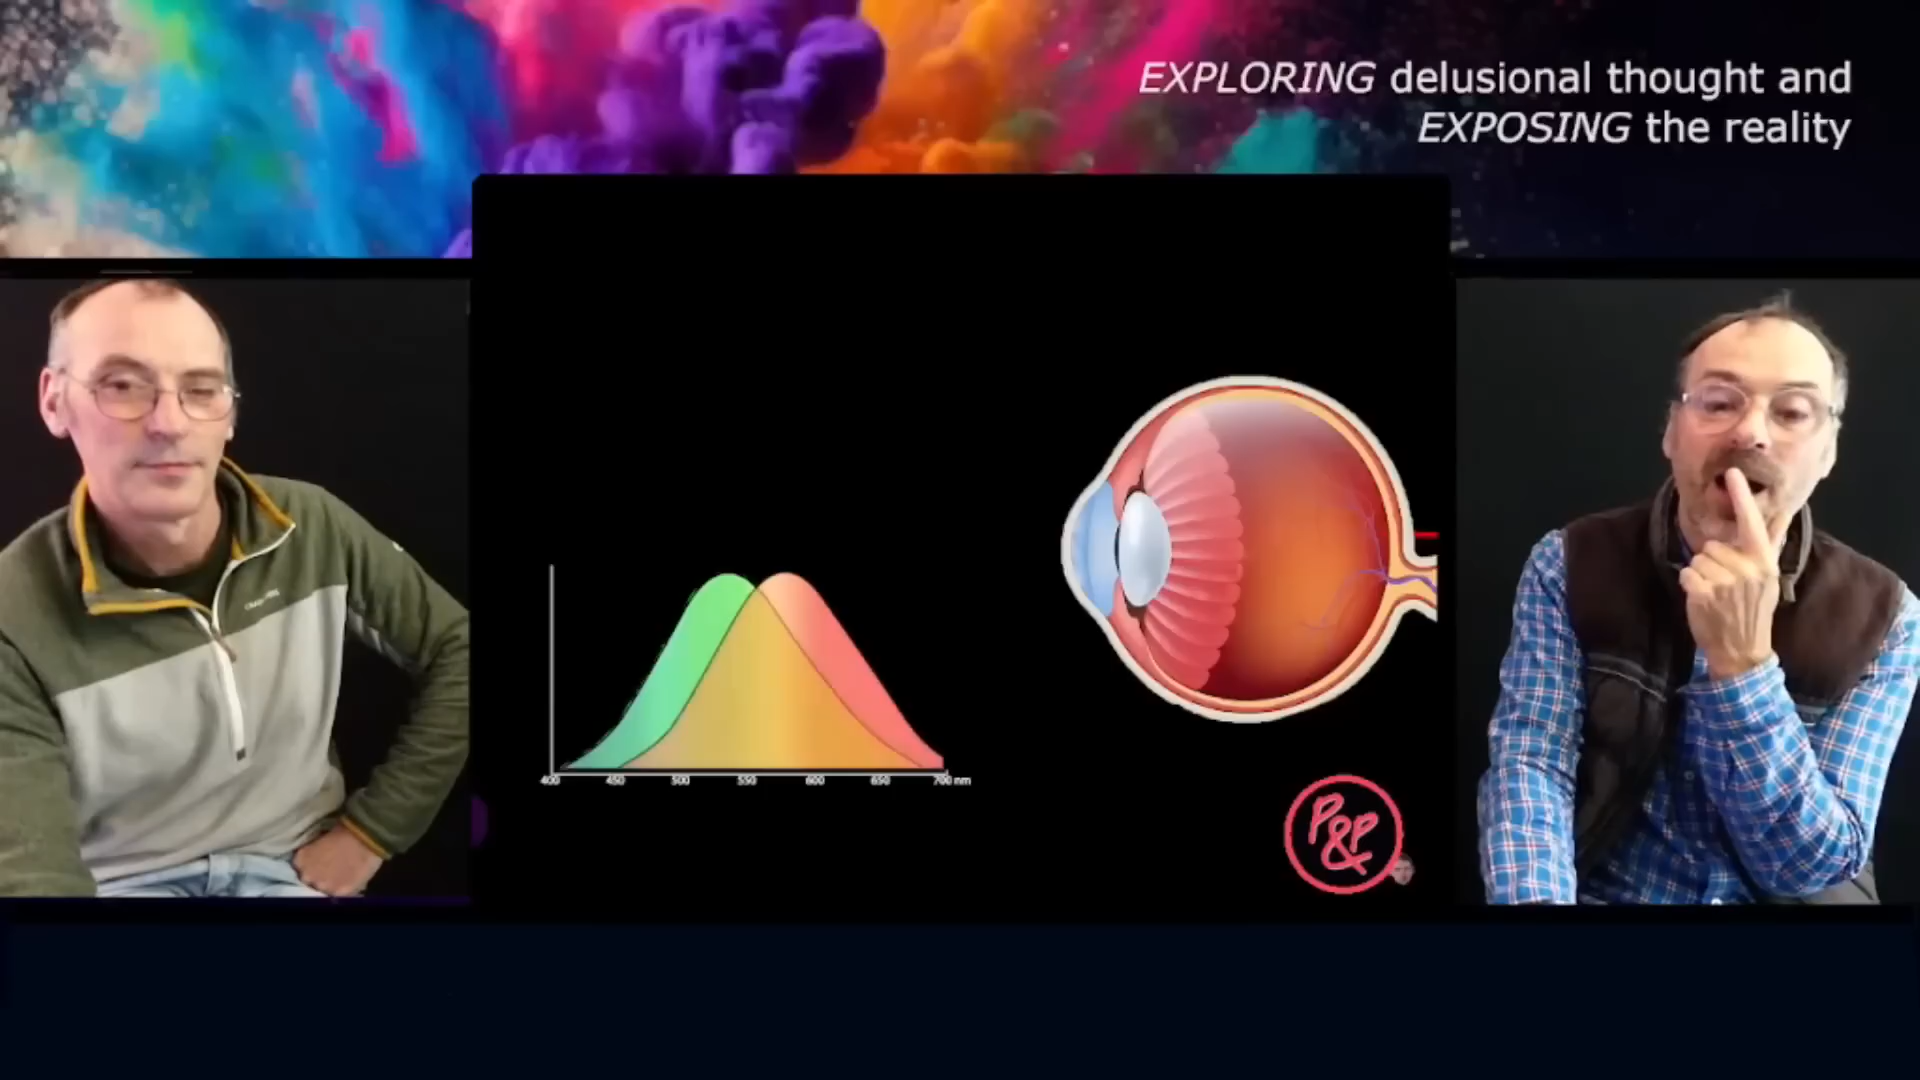 EXPLORING delusional thought and
EXPOSING the reality
400 450 500 550 600 650 700 nm
P&P